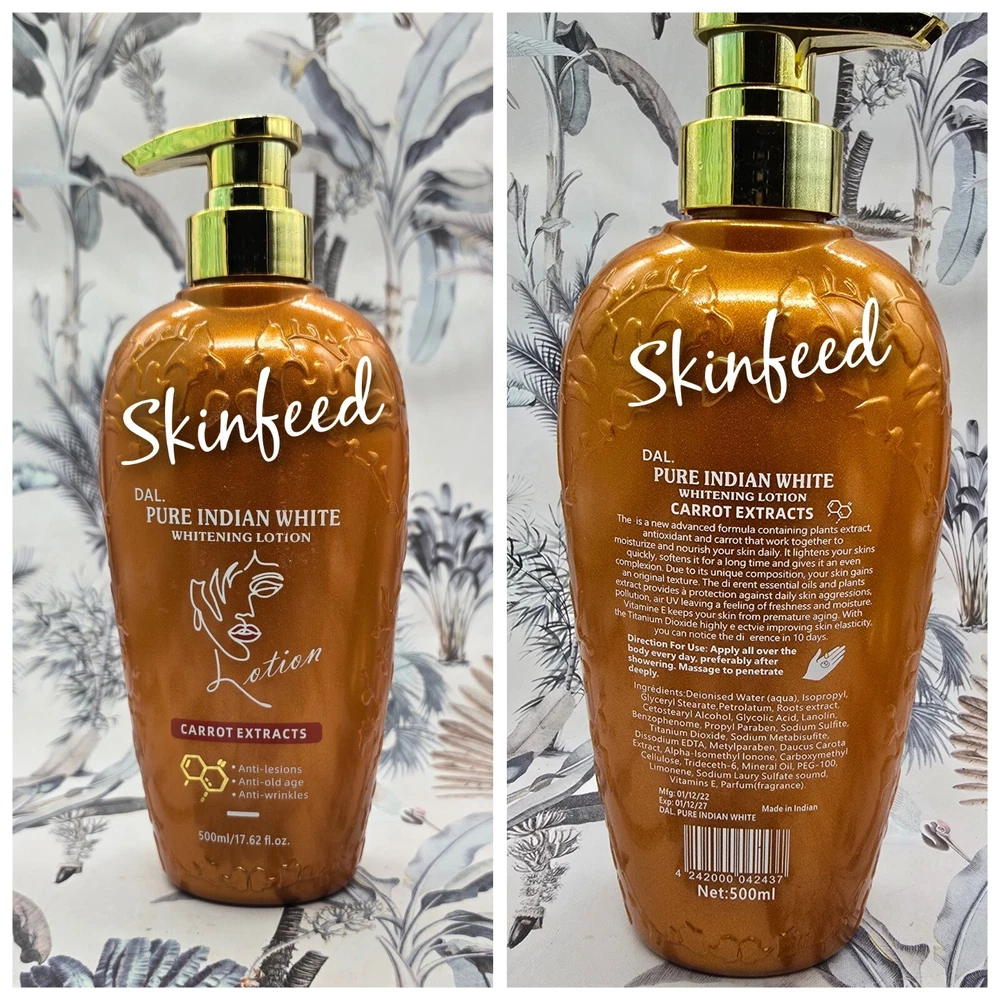 Skinfeed
DAL.
PURE INDIAN WHITE
WHITENING LOTION
Lotion
CARROT EXTRACTS
• Anti-lesions
• Anti-old age
• Anti-wrinkles
500ml/17.62 fl.oz.
Skinfeed
DAL.
PURE INDIAN WHITE
WHITENING LOTION
CARROT EXTRACTS
The is a new advanced formula containing plants extract,
antioxidant and carrot that work together to
moisturize and nourish your skin daily. It lightens your skins
quickly, softens it for a long time and gives it an even
complexion. Due to its unique composition, your skin gains
an original texture. The di erent essential oils and plants
extract provides à protection against daily skin aggressions,
pollution, air UV leaving a feeling of freshness and moisture.
Vitamine E keeps your skin from premature aging. With
the Titanium Dioxide highly e ectvie improving skin elasticity,
you can notice the di erence in 10 days.
Direction For Use: Apply all over the
body every day, preferably after
showering. Massage to penetrate
deeply.
Ingrédients:Deionised Water (aqua), Isopropyl,
Glyceryl Stearate,Petrolatum, Roots extract,
Cetostearyl Alcohol, Glycolic Acid, Lanolin,
Benzophenome, Propyl Paraben, Sodium Sulfite,
Titanium Dioxide, Sodium Metabisufite,
Dissodium EDTA, Metylparaben, Daucus Carota
Extract, Alpha-Isomethyl Ionone, Carboxymethyl
Cellulose, Trideceth-6, Mineral Oil, PEG-100,
Limonene, Sodium Laury Sulfate soumd,
Vitamins E, Parfum(fragrance).
Mfg: 01/12/22
Exp: 01/12/27
Made in Indian
DAL. PURE INDIAN WHITE
4 242000 042437
Net:500ml